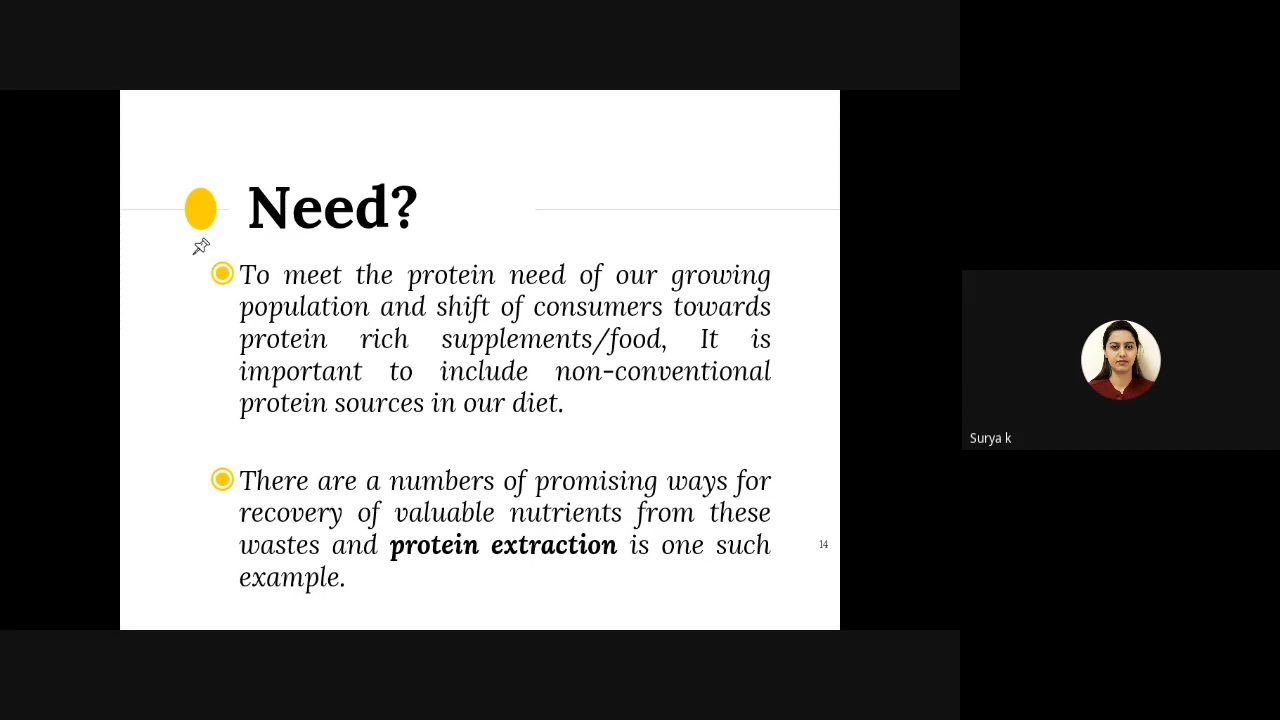 Need?
To meet the protein need of our growing
population and shift of consumers towards
protein rich supplements/food, It is
important to include non-conventional
protein sources in our diet.
There are a numbers of promising ways for
recovery of valuable nutrients from these
wastes and protein extraction is one such
example.
14
Surya k